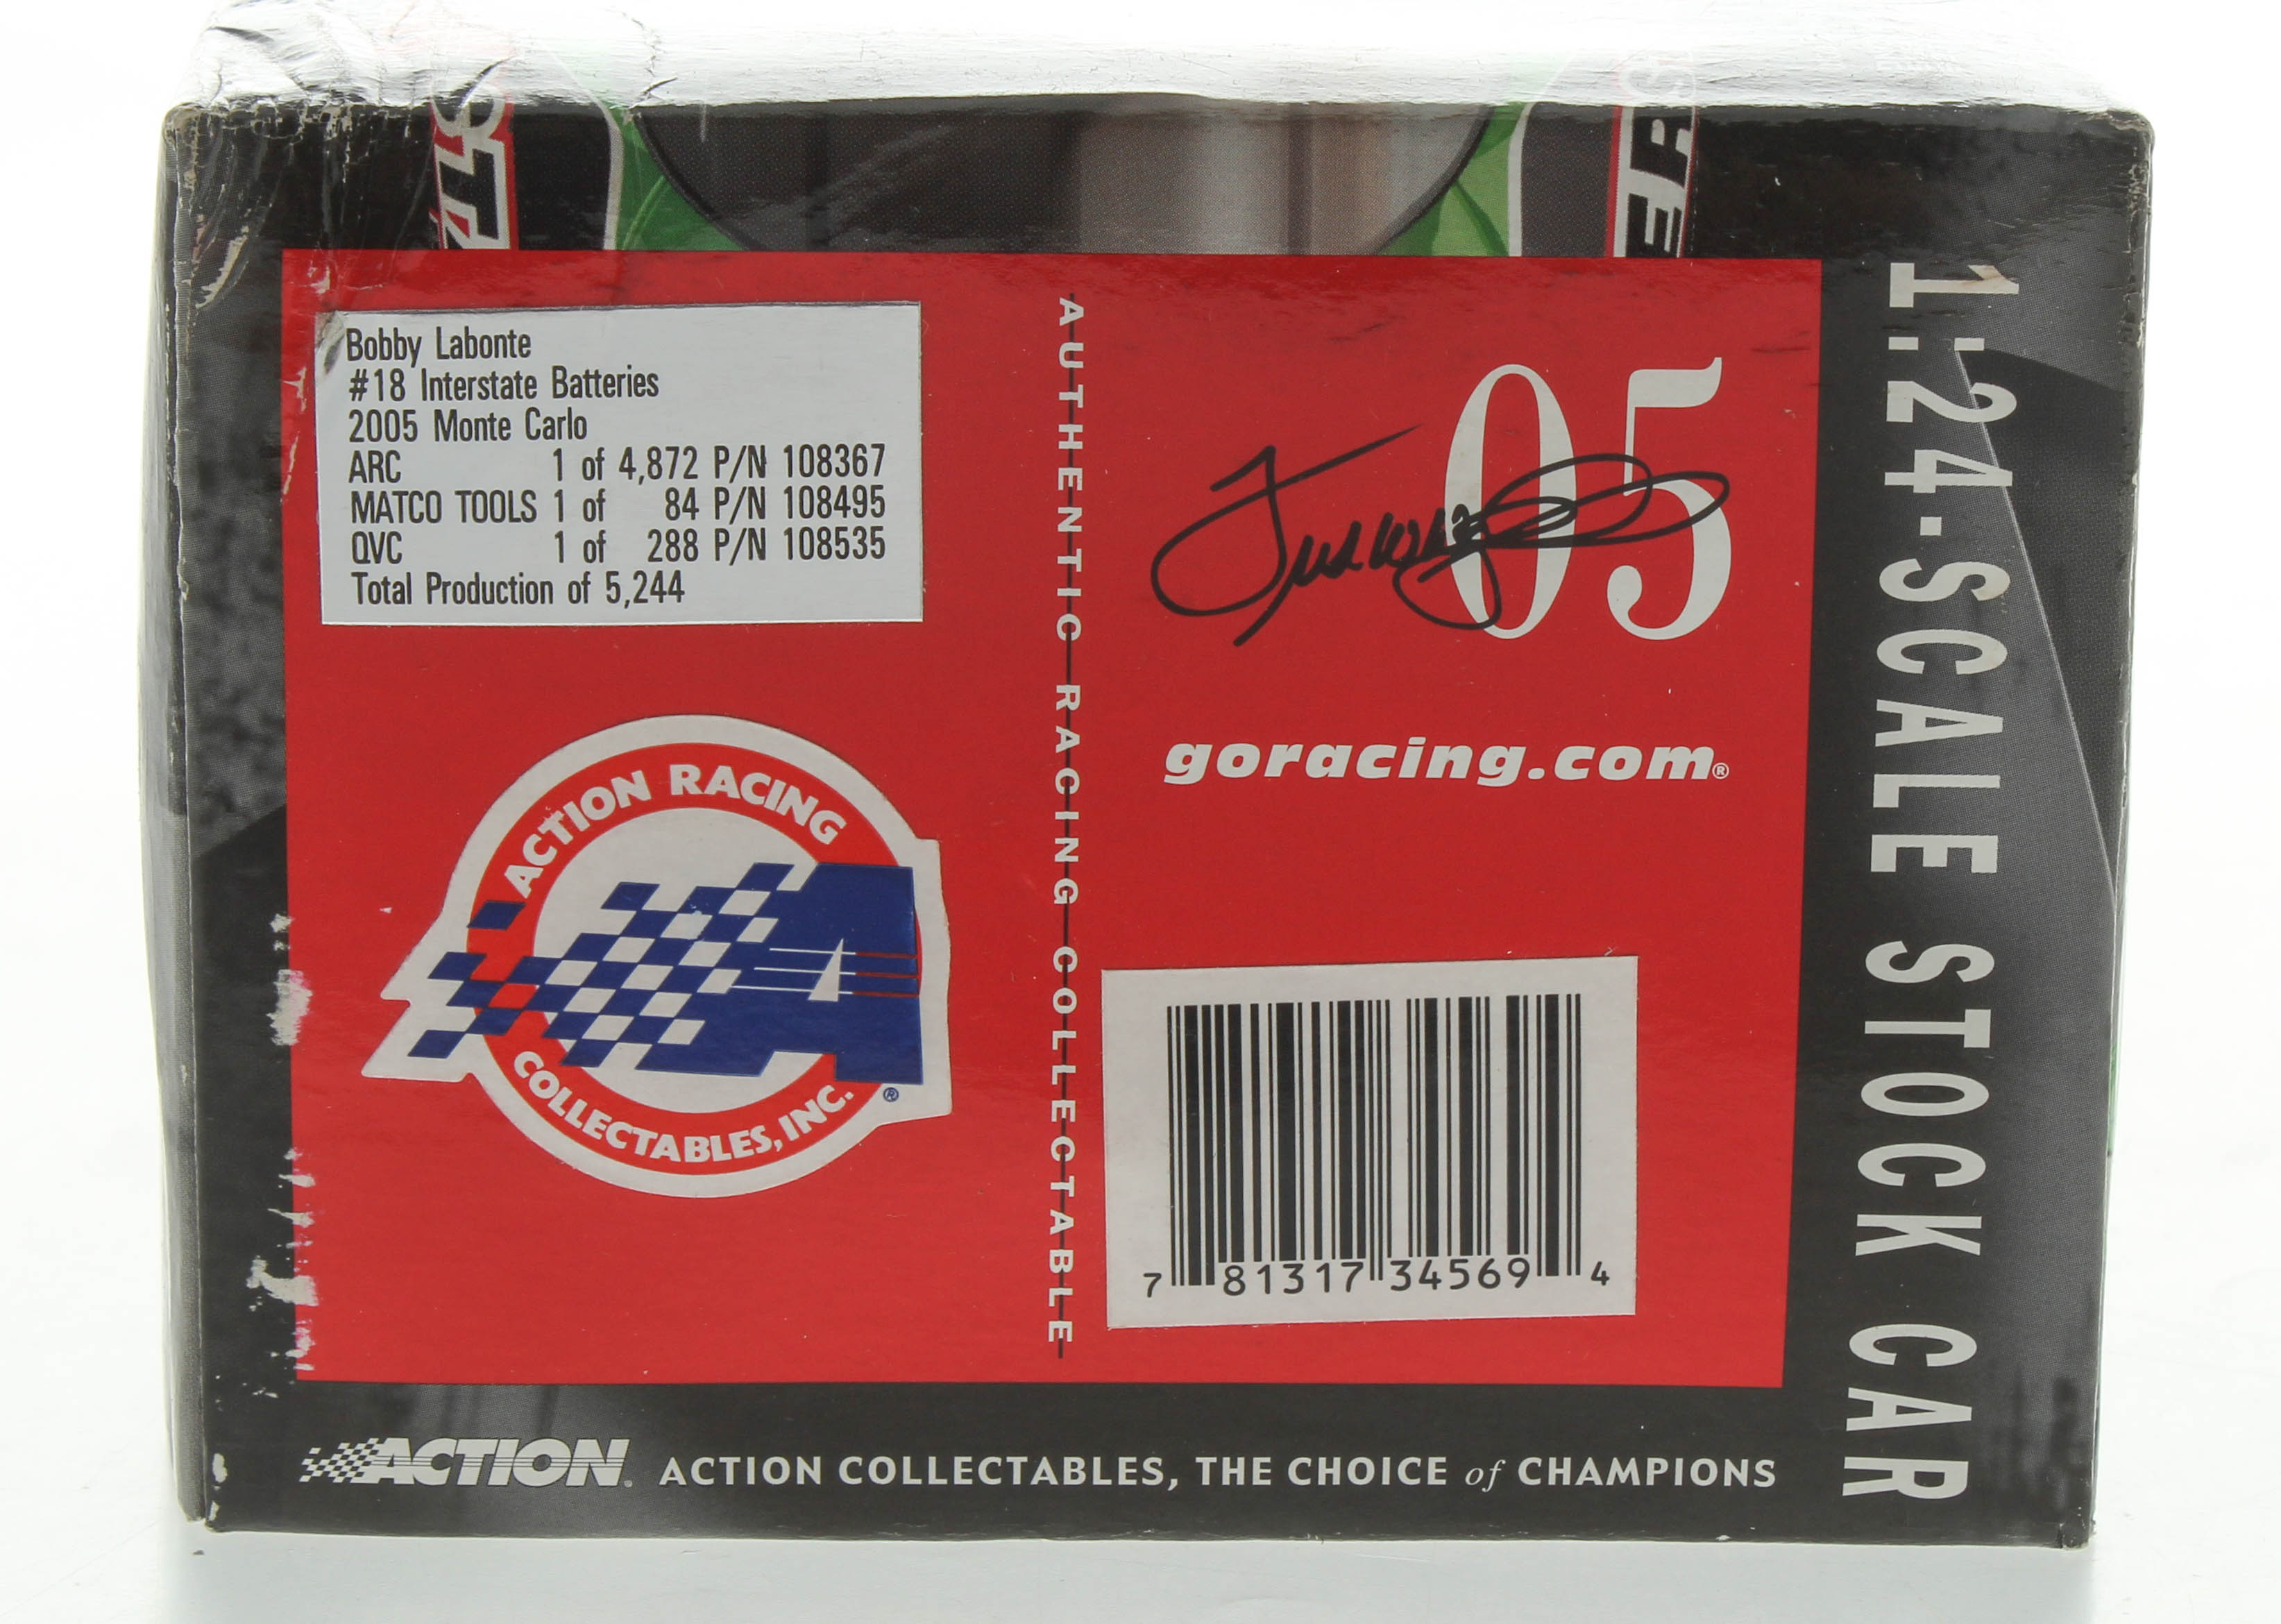 Bobby Labonte
#18 Interstate Batteries
2005 Monte Carlo
ARC 1 of 4,872 P/N 108367
MATCO TOOLS 1 of 84 P/N 108495
QVC 1 of 288 P/N 108535
Total Production of 5,244
AUTHENTIC RACING COLLECTABLE
05
goracing.com®
1:24-SCALE STOCK CAR
ACTION RACING
COLLECTABLES, INC.
®
7 81317 34569 4
ACTION
ACTION COLLECTABLES, THE CHOICE of CHAMPIONS